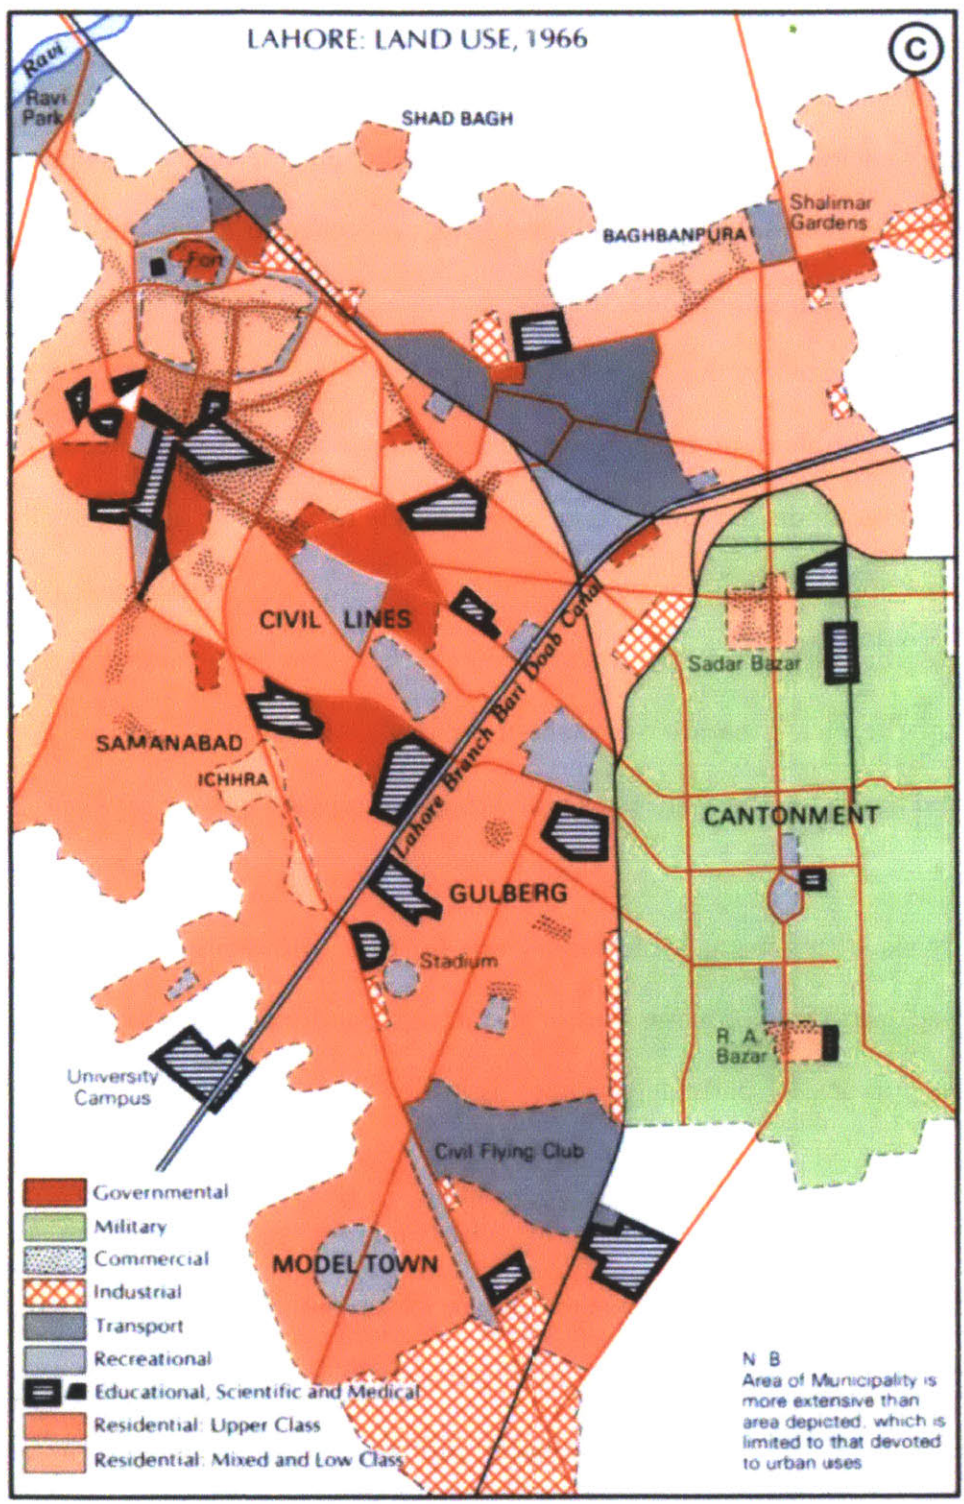 LAHORE: LAND USE, 1966
C
Ravi
Ravi
Park
SHAD BAGH
Shalimar
Gardens
BAGHBANPURA
Fort
CIVIL LINES
Lahore Branch Bari Doab Canal
Sadar Bazar
SAMANABAD
ICHHRA
CANTONMENT
GULBERG
Stadium
R. A.
Bazar
University
Campus
Civil Flying Club
MODEL TOWN
Governmental
Military
Commercial
Industrial
Transport
Recreational
Educational, Scientific and Medical
Residential: Upper Class
Residential: Mixed and Low Class
N B
Area of Municipality is
more extensive than
area depicted, which is
limited to that devoted
to urban uses